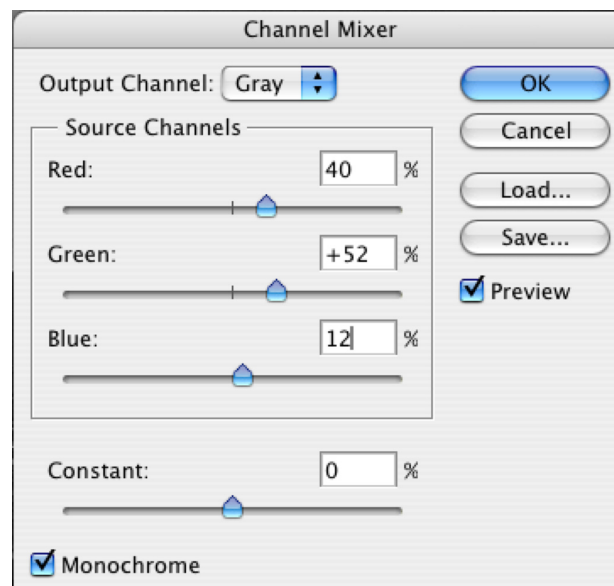 Channel Mixer
Output Channel: Gray
OK
Source Channels
Cancel
Red: 40 %
Load...
Save...
Green: +52 %
Preview
Blue: 12 %
Constant: 0 %
Monochrome